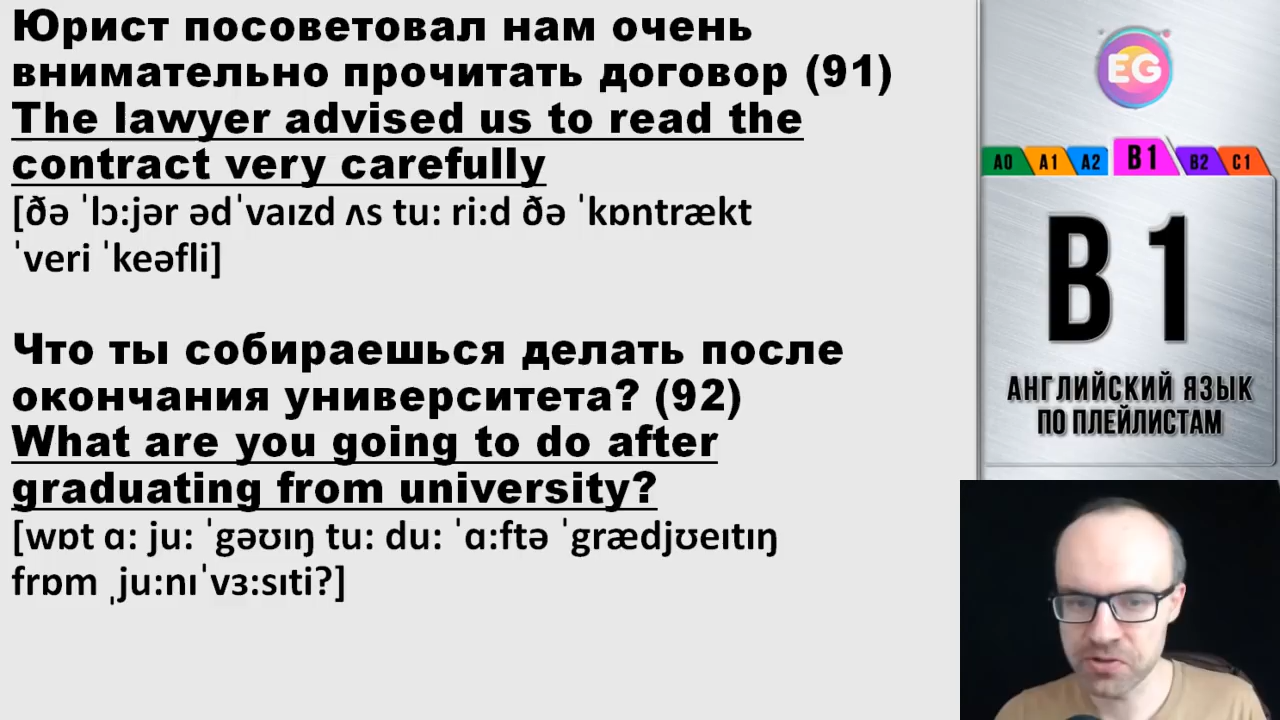 Юрист посоветовал нам очень
внимательно прочитать договор (91)
The lawyer advised us to read the
contract very carefully
[ðə ˈlɔːjər ədˈvaɪzd ʌs tuː riːd ðə ˈkɒntrækt
ˈveri ˈkeəfli]
Что ты собираешься делать после
окончания университета? (92)
What are you going to do after
graduating from university?
[wɒt ɑː juː ˈgəʊɪŋ tuː duː ˈɑːftə ˈgrædjʊeɪtɪŋ
frɒm ˌjuːnɪˈvɜːsɪti?]
EG
A0 A1 A2 B1 B2 C1
B1
АНГЛИЙСКИЙ ЯЗЫК
ПО ПЛЕЙЛИСТАМ